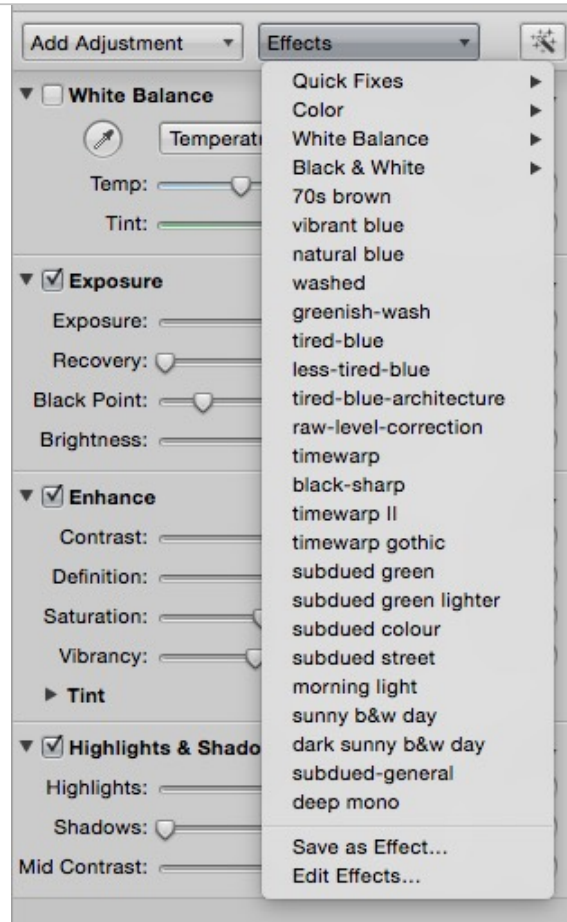 Add Adjustment
Effects
White Balance
Temp:
Tint:
Exposure
Exposure:
Recovery:
Black Point:
Brightness:
Enhance
Contrast:
Definition:
Saturation:
Vibrancy:
Tint
Highlights:
Shadows:
Mid Contrast:
Quick Fixes
Color
White Balance
Black & White
70s brown
vibrant blue
natural blue
washed
greenish-wash
tired-blue
less-tired-blue
tired-blue-architecture
raw-level-correction
timewarp
black-sharp
timewarp II
timewarp gothic
subdued green
subdued green lighter
subdued colour
subdued street
morning light
sunny b&w day
dark sunny b&w day
subdued-general
deep mono
Save as Effect...
Edit Effects...